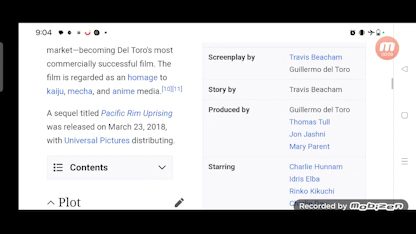 9:04
market—becoming Del Toro's most
commercially successful film. The
film is regarded as an homage to
kaiju, mecha, and anime media.[10][11]
A sequel titled Pacific Rim Uprising
was released on March 23, 2018,
with Universal Pictures distributing.
Contents
Plot
Screenplay by Travis Beacham
Guillermo del Toro
Story by Travis Beacham
Produced by Guillermo del Toro
Thomas Tull
Jon Jashni
Mary Parent
Starring Charlie Hunnam
Idris Elba
Rinko Kikuchi
Recorded by
MOBIZEN